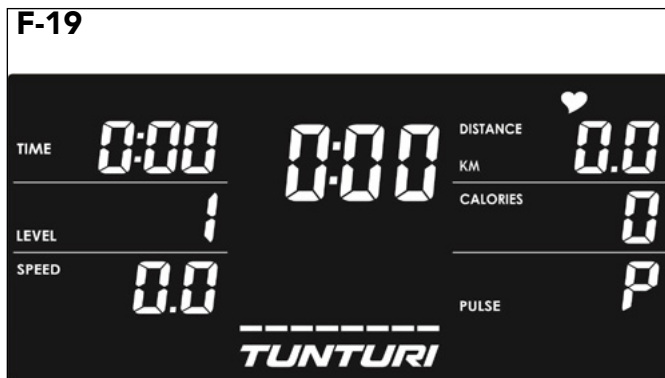 F-19
TIME 0:00
LEVEL 1
SPEED 0.0
0:00
DISTANCE KM 0.0
CALORIES 0
PULSE P
TUNTURI